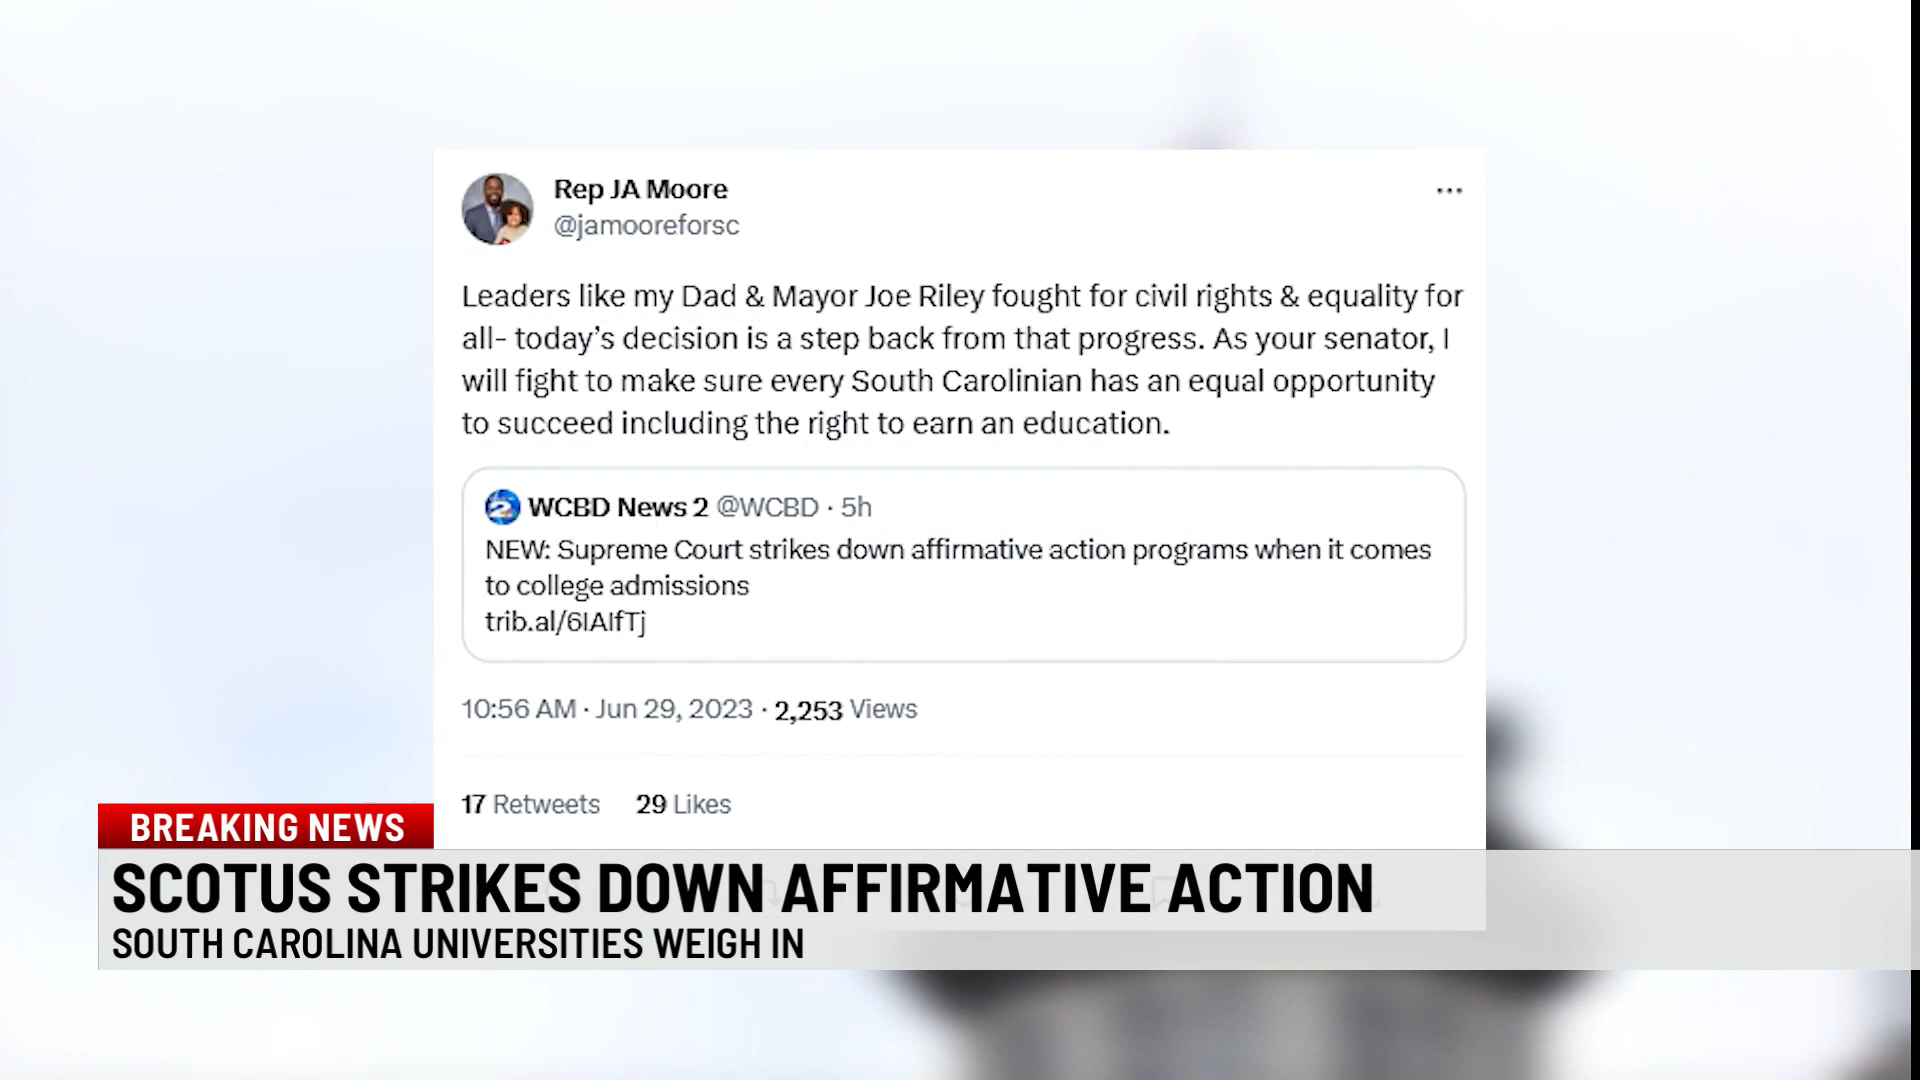 Rep JA Moore
@jamooreforsc
Leaders like my Dad & Mayor Joe Riley fought for civil rights & equality for
all- today's decision is a step back from that progress. As your senator, I
will fight to make sure every South Carolinian has an equal opportunity
to succeed including the right to earn an education.
2 WCBD News 2 @WCBD · 5h
NEW: Supreme Court strikes down affirmative action programs when it comes
to college admissions
trib.al/6IAIfTj
10:56 AM · Jun 29, 2023 · 2,253 Views
17 Retweets 29 Likes
BREAKING NEWS
SCOTUS STRIKES DOWN AFFIRMATIVE ACTION
SOUTH CAROLINA UNIVERSITIES WEIGH IN